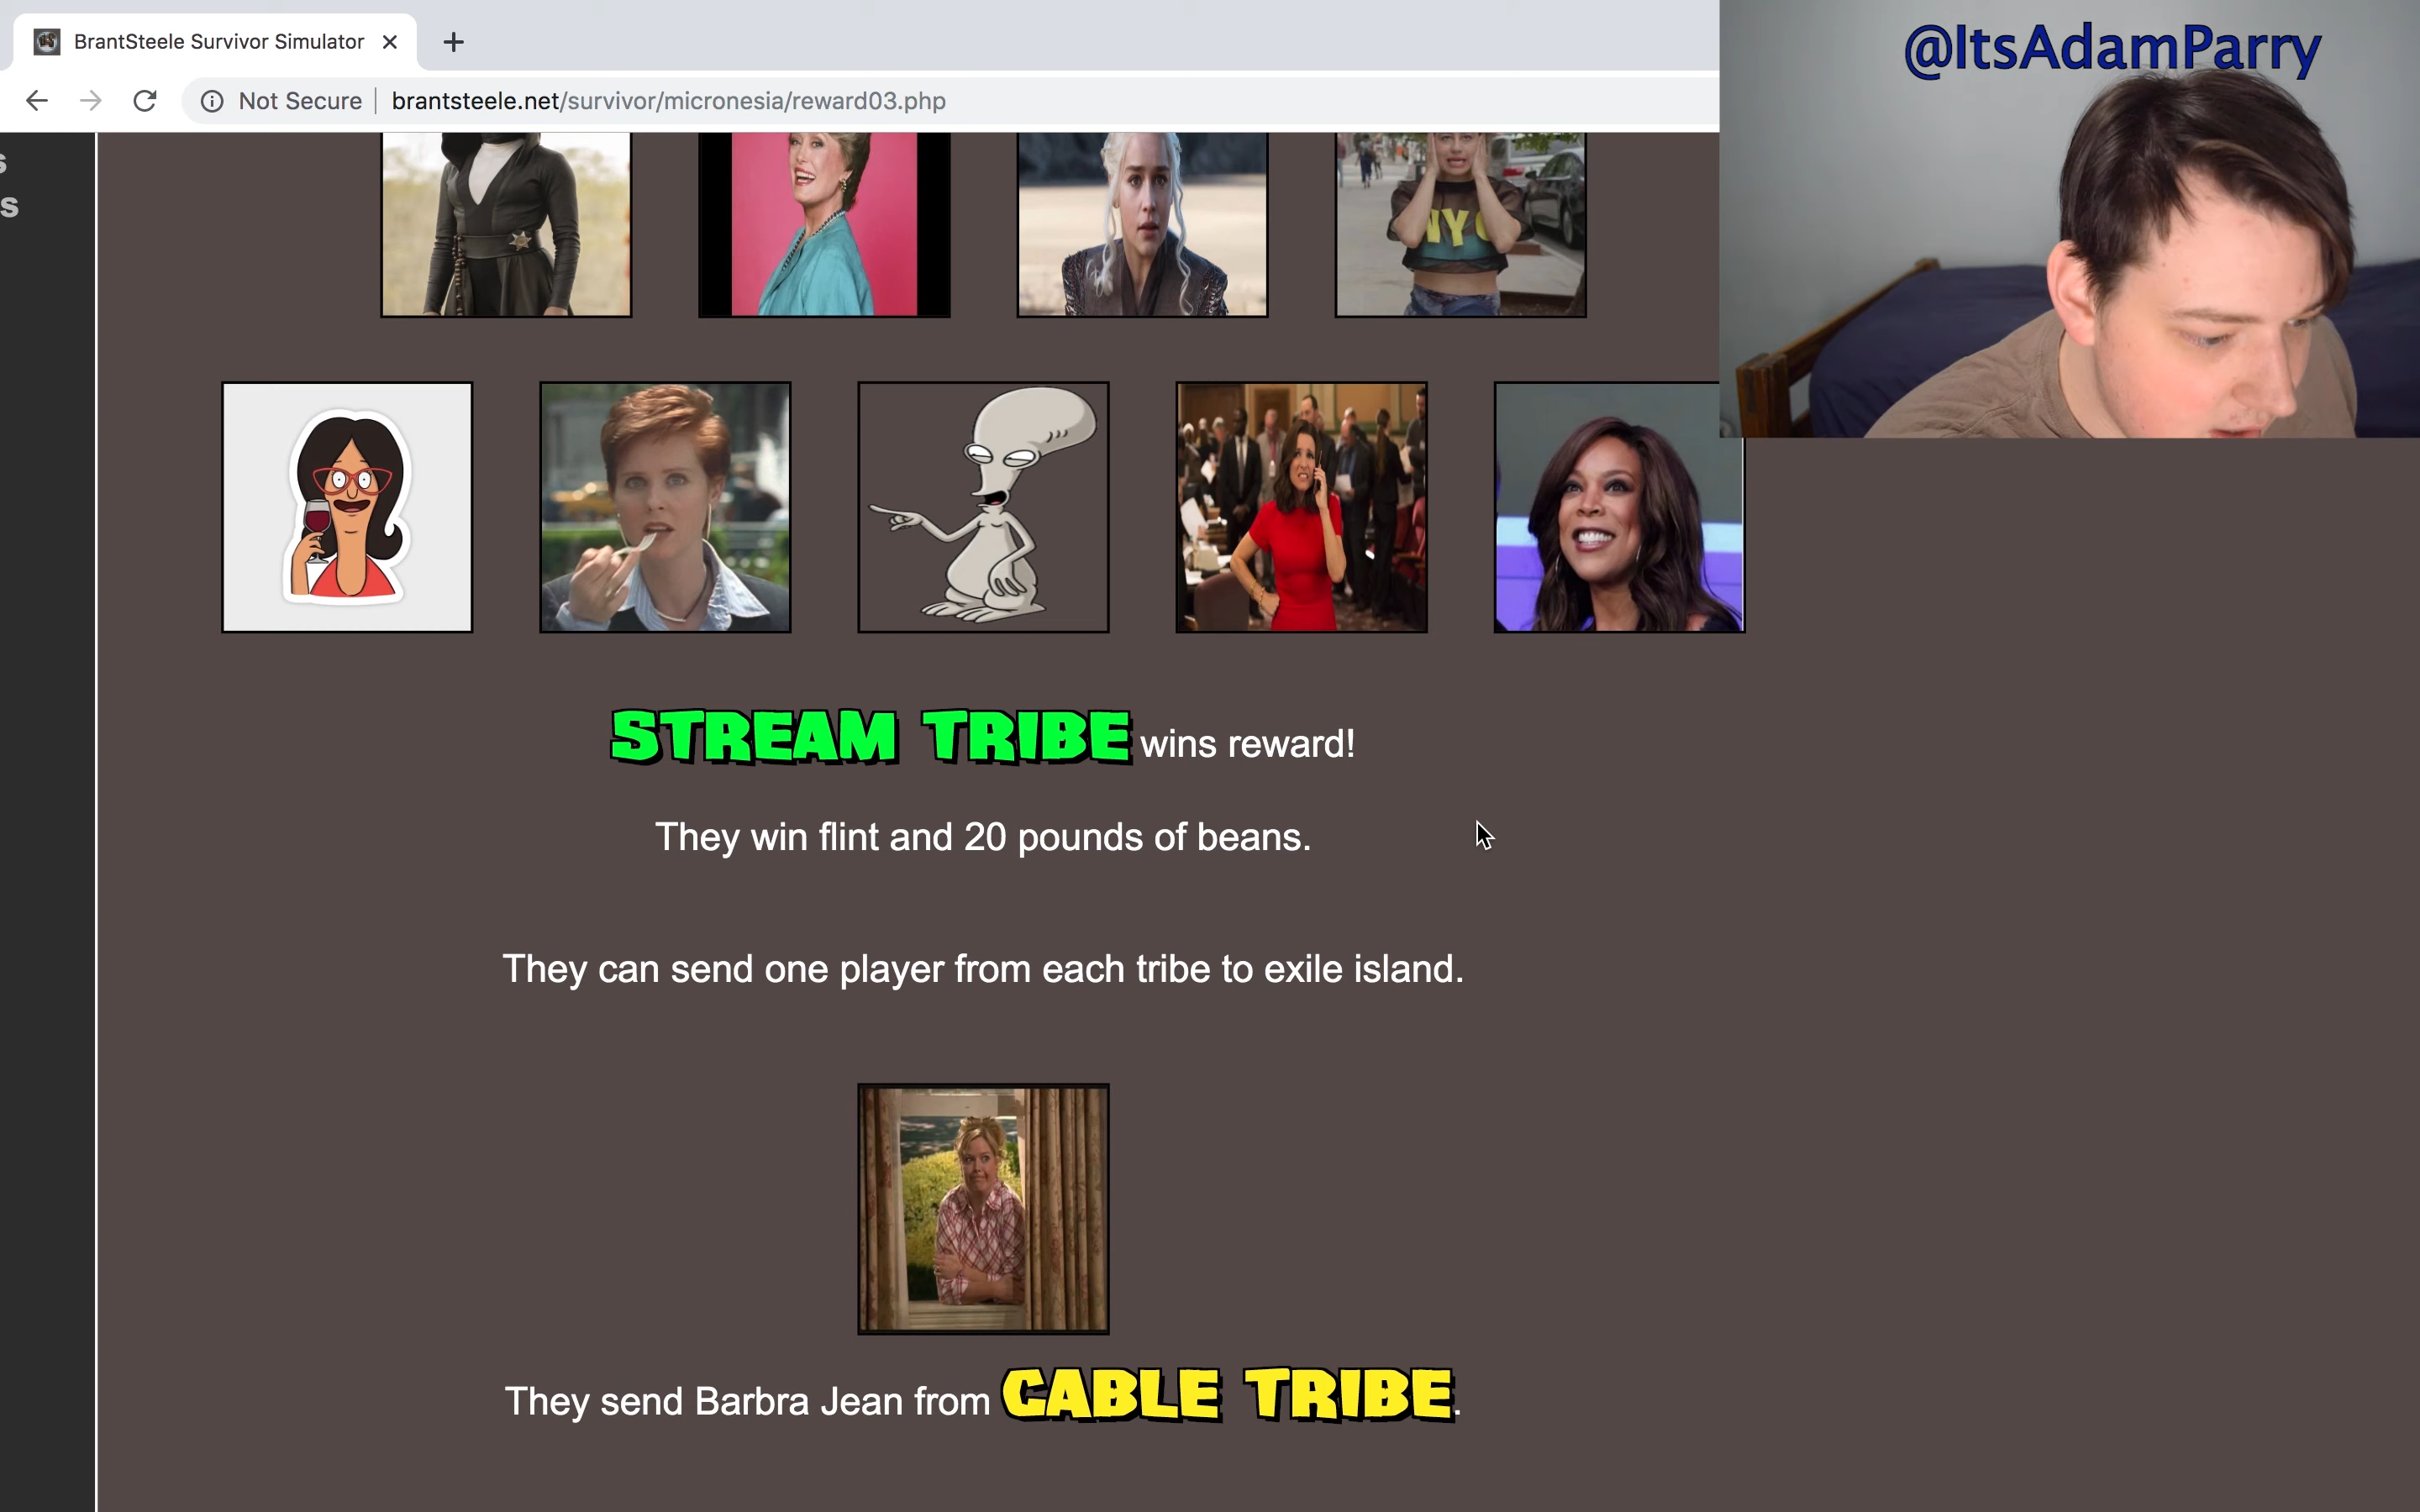 BrantSteele Survivor Simulator
@ItsAdamParry
Not Secure
brantsteele.net/survivor/micronesia/reward03.php
s
s
NYC
STREAM TRIBE wins reward!
They win flint and 20 pounds of beans.
They can send one player from each tribe to exile island.
They send Barbra Jean from CABLE TRIBE.